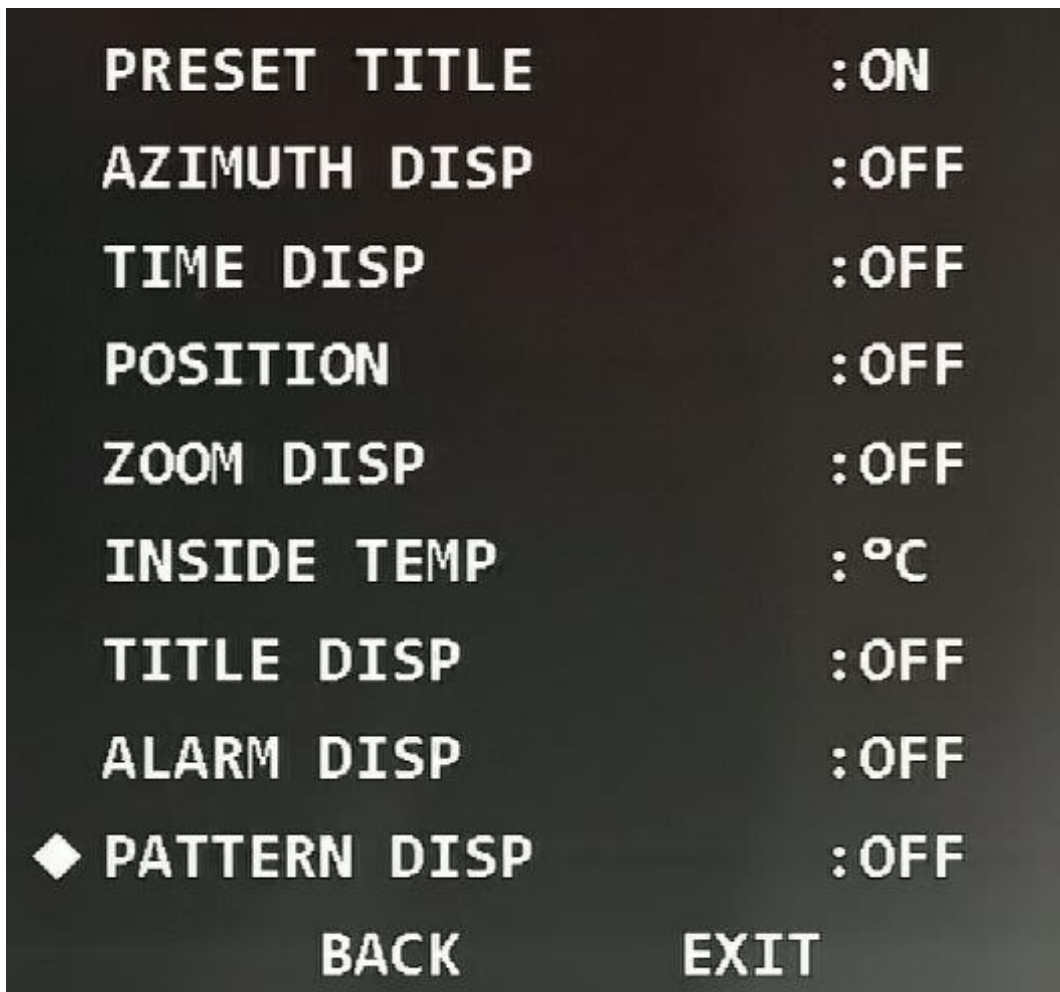 PRESET TITLE :ON
AZIMUTH DISP :OFF
TIME DISP :OFF
POSITION :OFF
ZOOM DISP :OFF
INSIDE TEMP :ºC
TITLE DISP :OFF
ALARM DISP :OFF
PATTERN DISP :OFF
BACK EXIT